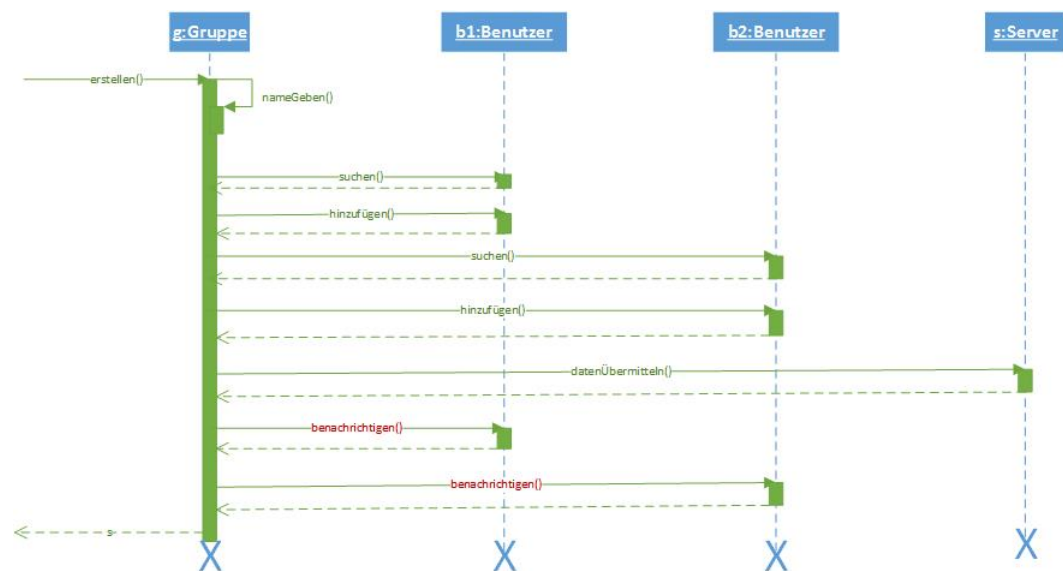 g:Gruppe
b1:Benutzer
b2:Benutzer
s:Server
erstellen()
nameGeben()
suchen()
hinzufügen()
suchen()
hinzufügen()
datenÜbermitteln()
benachrichtigen()
benachrichtigen()
s